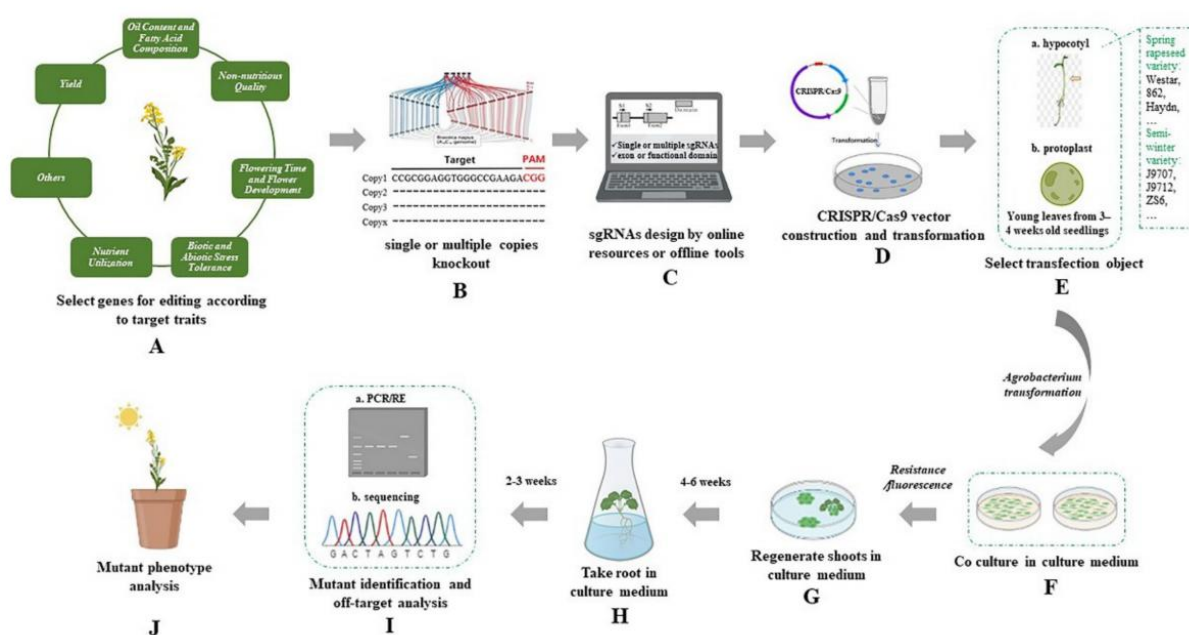 Oil Content and
Fatty Acid
Composition
Non-nutritious
Quality
Flowering Time
and Flower
Development
Biotic and
Abiotic Stress
Tolerance
Nutrient
Utilization
Others
Yield
Select genes for editing according
to target traits
A
Target PAM
Copy1 CCGCGGAGGTGGGCCGAAGACGG
Copy2
Copy3
Copyx
single or multiple copies
knockout
B
Single or multiple sgRNAs
exon or functional domain
sgRNAs design by online
resources or offline tools
C
CRISPR/Cas9
Transformation
CRISPR/Cas9 vector
construction and transformation
D
a. hypocotyl
b. protoplast
Young leaves from 3–
4 weeks old seedlings
Select transfection object
E
Spring
rapeseed
variety:
Westar,
862,
Haydn,
...
Semi-
winter
variety:
J9707,
J9712,
ZS6,
...
Agrobacterium
transformation
Co culture in culture medium
F
Resistance
/fluorescence
Regenerate shoots in
culture medium
G
4-6 weeks
Take root in
culture medium
H
2-3 weeks
a. PCR/RE
b. sequencing
G A C T A G T C T G
Mutant identification and
off-target analysis
I
Mutant phenotype
analysis
J